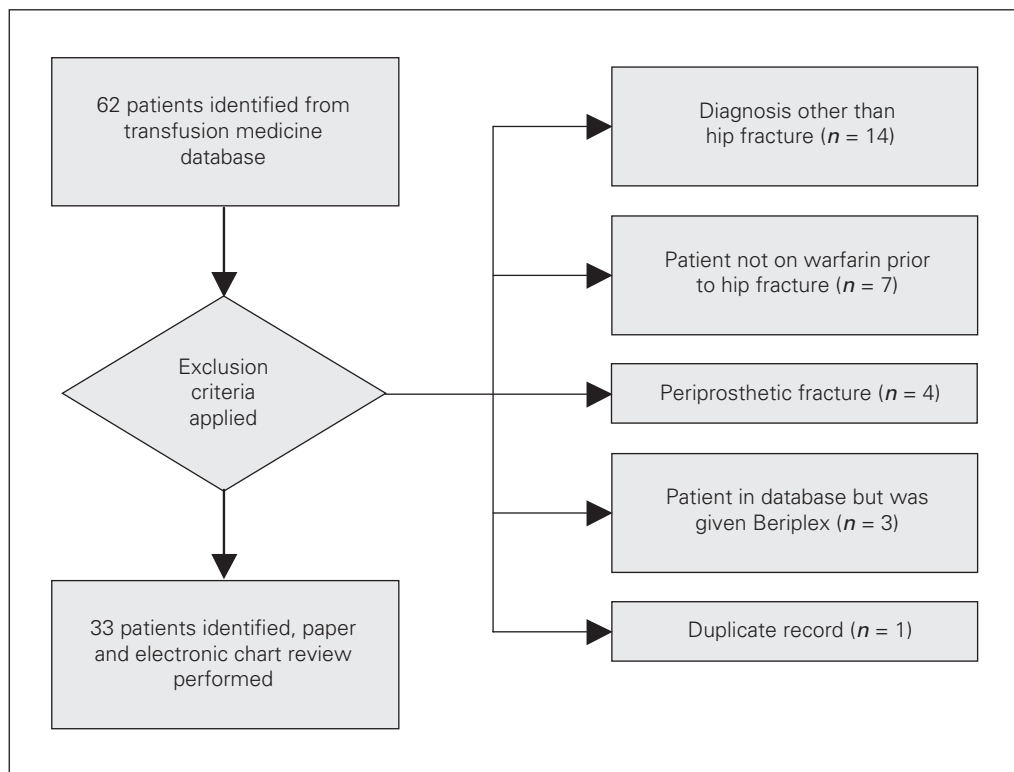 62 patients identified from
transfusion medicine
database
Exclusion
criteria
applied
33 patients identified, paper
and electronic chart review
performed
Diagnosis other than
hip fracture (n = 14)
Patient not on warfarin prior
to hip fracture (n = 7)
Periprosthetic fracture (n = 4)
Patient in database but was
given Beriplex (n = 3)
Duplicate record (n = 1)